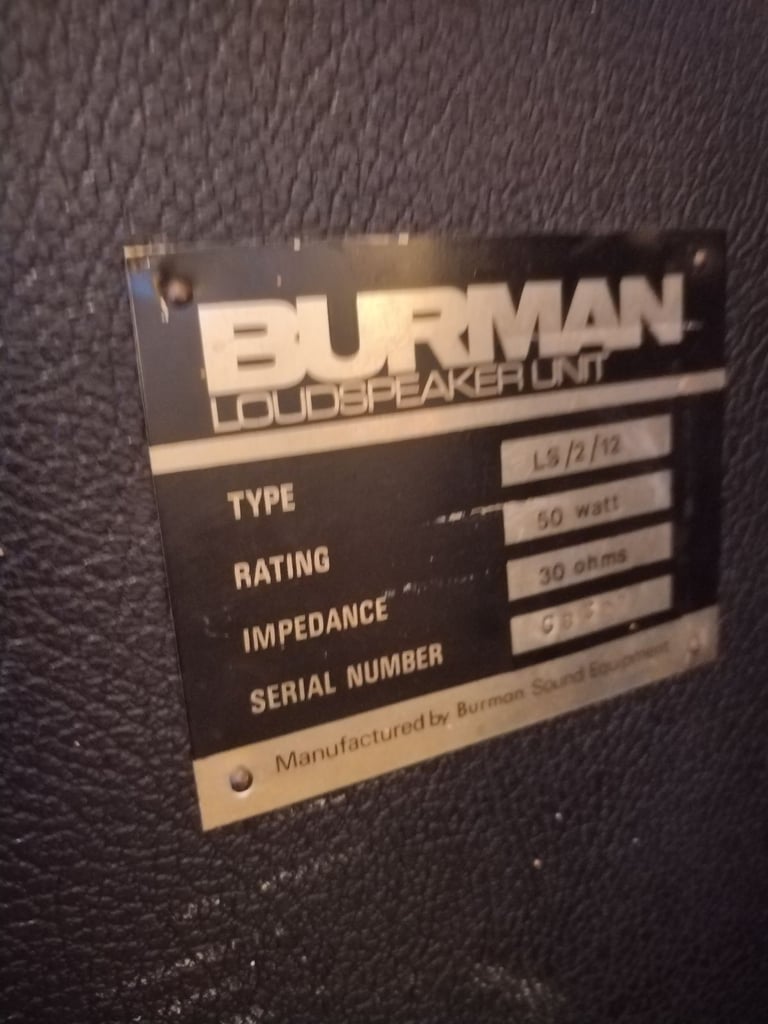 BURMAN
LOUDSPEAKER UNIT
TYPE LS/2/12
RATING 50 watt
IMPEDANCE 30 ohms
SERIAL NUMBER
Manufactured by Burman Sound Equipment